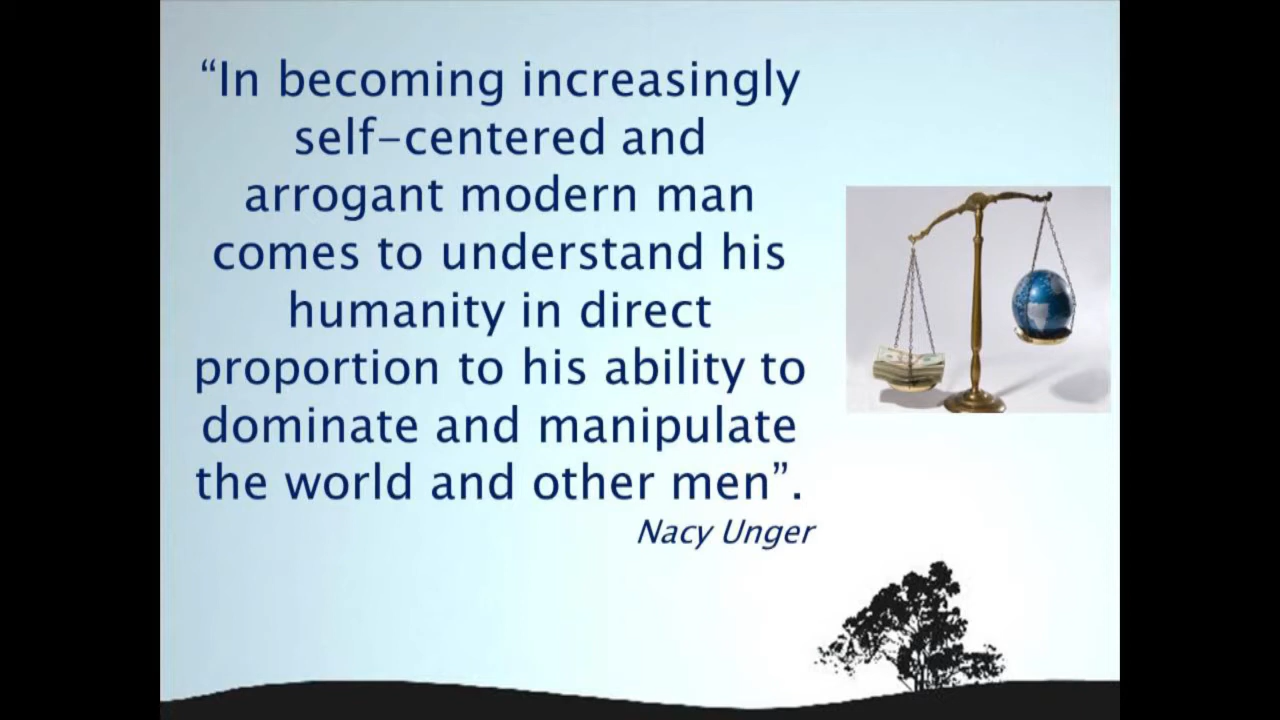 “In becoming increasingly
self-centered and
arrogant modern man
comes to understand his
humanity in direct
proportion to his ability to
dominate and manipulate
the world and other men”.
Nacy Unger